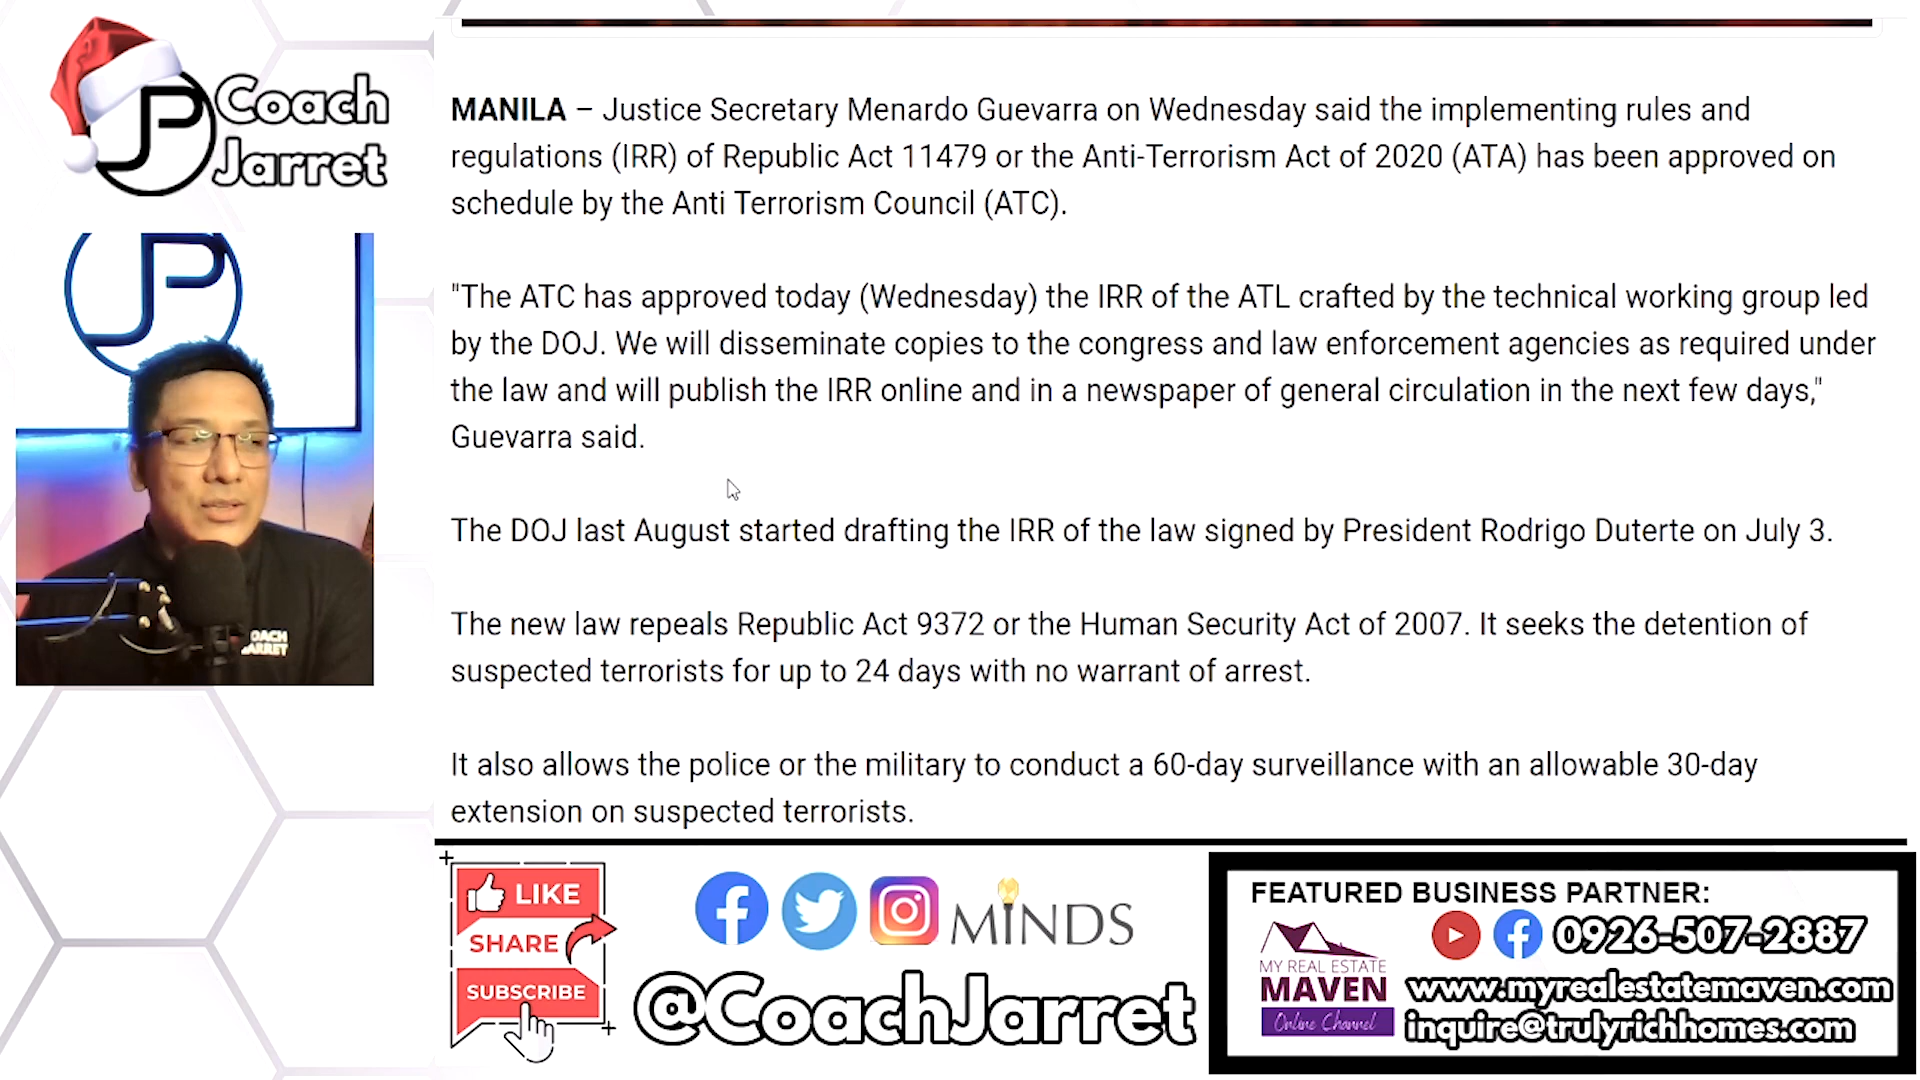 Coach
Jarret
MANILA – Justice Secretary Menardo Guevarra on Wednesday said the implementing rules and
regulations (IRR) of Republic Act 11479 or the Anti-Terrorism Act of 2020 (ATA) has been approved on
schedule by the Anti Terrorism Council (ATC).
"The ATC has approved today (Wednesday) the IRR of the ATL crafted by the technical working group led
by the DOJ. We will disseminate copies to the congress and law enforcement agencies as required under
the law and will publish the IRR online and in a newspaper of general circulation in the next few days,"
Guevarra said.
The DOJ last August started drafting the IRR of the law signed by President Rodrigo Duterte on July 3.
The new law repeals Republic Act 9372 or the Human Security Act of 2007. It seeks the detention of
suspected terrorists for up to 24 days with no warrant of arrest.
It also allows the police or the military to conduct a 60-day surveillance with an allowable 30-day
extension on suspected terrorists.
LIKE
SHARE
SUBSCRIBE
MINDS
@CoachJarret
FEATURED BUSINESS PARTNER:
0926-507-2887
MY REAL ESTATE
MAVEN
Online Channel
www.myrealestatemaven.com
inquire@trulyrichhomes.com